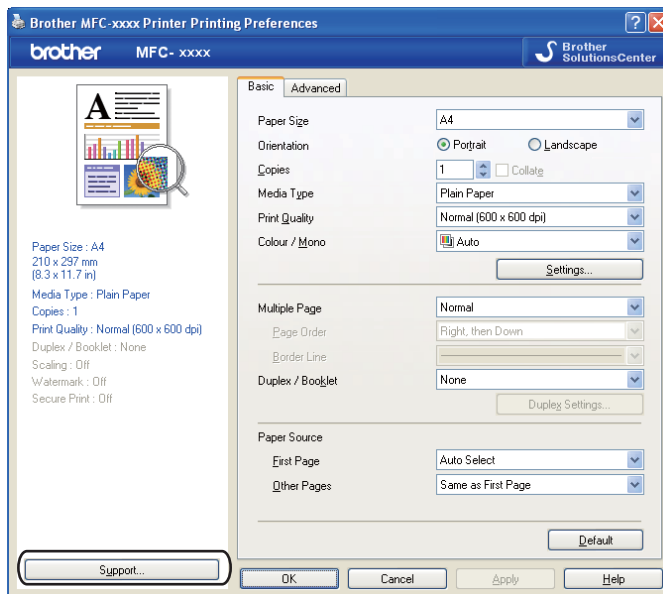 Brother MFC-xxxx Printer Printing Preferences
brother MFC- xxxx
Brother
SolutionsCenter
A
Paper Size : A4
210 x 297 mm
(8.3 x 11.7 in)
Media Type : Plain Paper
Copies : 1
Print Quality : Normal (600 x 600 dpi)
Duplex / Booklet : None
Scaling : Off
Watermark : Off
Secure Print : Off
Support...
Basic Advanced
Paper Size A4
Orientation Portrait Landscape
Copies 1 Collate
Media Type Plain Paper
Print Quality Normal (600 x 600 dpi)
Colour / Mono Auto
Settings...
Multiple Page Normal
Page Order Right, then Down
Border Line
Duplex / Booklet None
Duplex Settings...
Paper Source
First Page Auto Select
Other Pages Same as First Page
Default
OK Cancel Apply Help